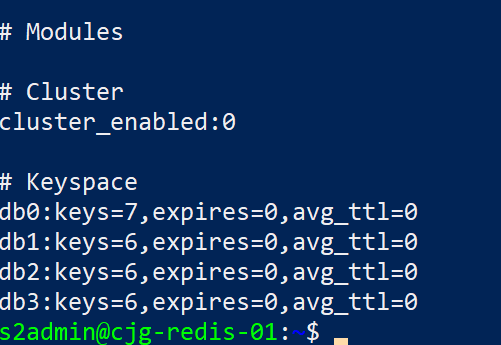 # Modules
# Cluster
cluster_enabled:0
# Keyspace
db0:keys=7,expires=0,avg_ttl=0
db1:keys=6,expires=0,avg_ttl=0
db2:keys=6,expires=0,avg_ttl=0
db3:keys=6,expires=0,avg_ttl=0
s2admin@cjg-redis-01:~$